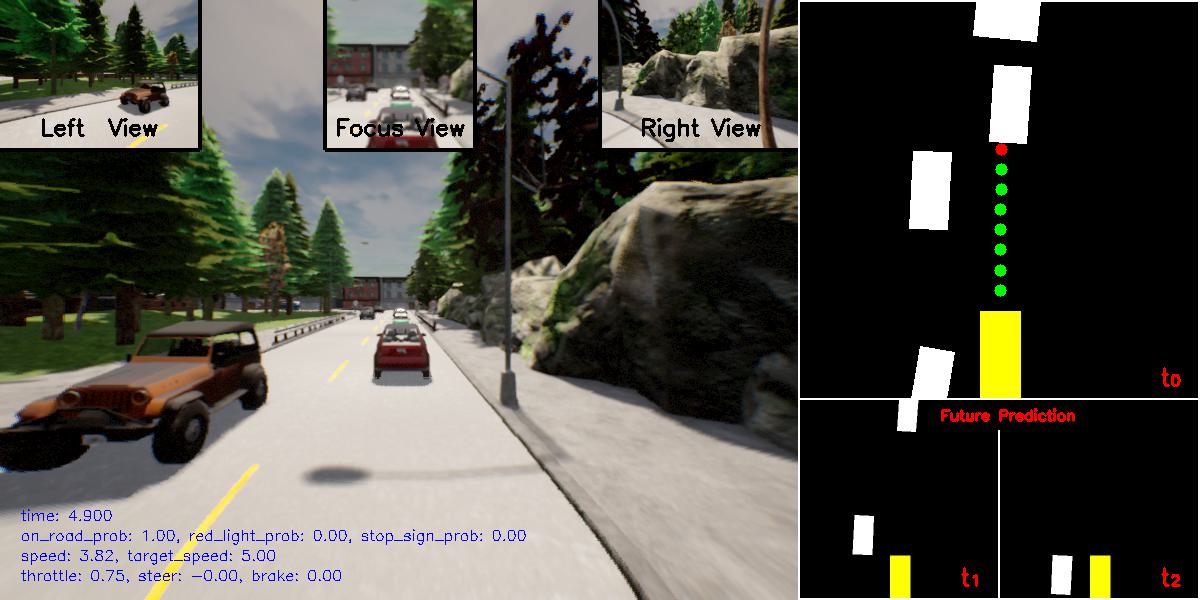 Left View
Focus View
Right View
time: 4.900
on_road_prob: 1.00, red_light_prob: 0.00, stop_sign_prob: 0.00
speed: 3.82, target_speed: 5.00
throttle: 0.75, steer: −0.00, brake: 0.00
t0
Future Prediction
t1
t2